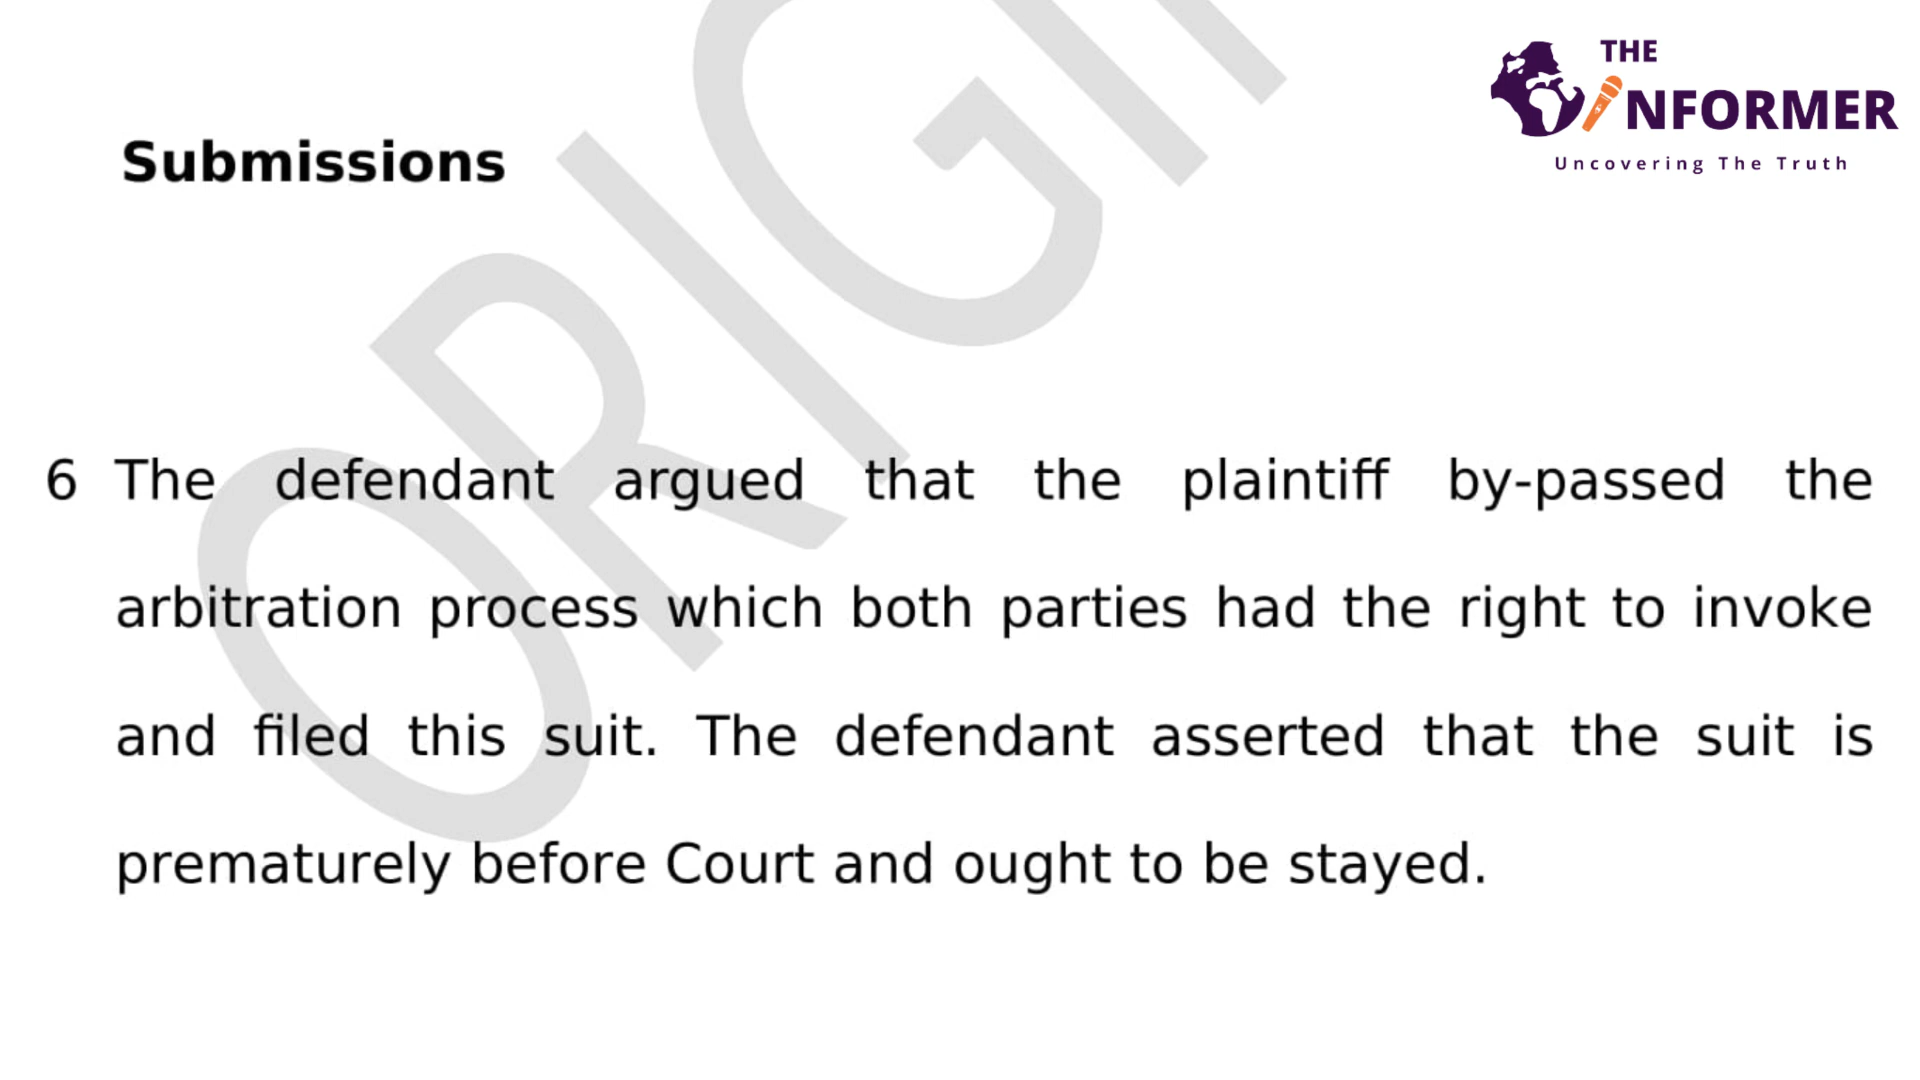 THE
INFORMER
Uncovering The Truth
Submissions
6 The defendant argued that the plaintiff by-passed the
arbitration process which both parties had the right to invoke
and filed this suit. The defendant asserted that the suit is
prematurely before Court and ought to be stayed.
ORIGI